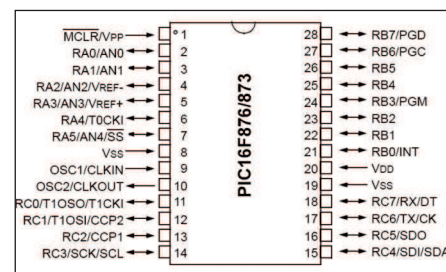 MCLR/VPP 1 28 RB7/PGD
RA0/AN0 2 27 RB6/PGC
RA1/AN1 3 26 RB5
RA2/AN2/VREF- 4 25 RB4
RA3/AN3/VREF+ 5 24 RB3/PGM
RA4/T0CKI 6 23 RB2
RA5/AN4/SS 7 22 RB1
VSS 8 21 RB0/INT
OSC1/CLKIN 9 20 VDD
OSC2/CLKOUT 10 19 VSS
RC0/T1OSO/T1CKI 11 18 RC7/RX/DT
RC1/T1OSI/CCP2 12 17 RC6/TX/CK
RC2/CCP1 13 16 RC5/SDO
RC3/SCK/SCL 14 15 RC4/SDI/SDA
PIC16F876/873